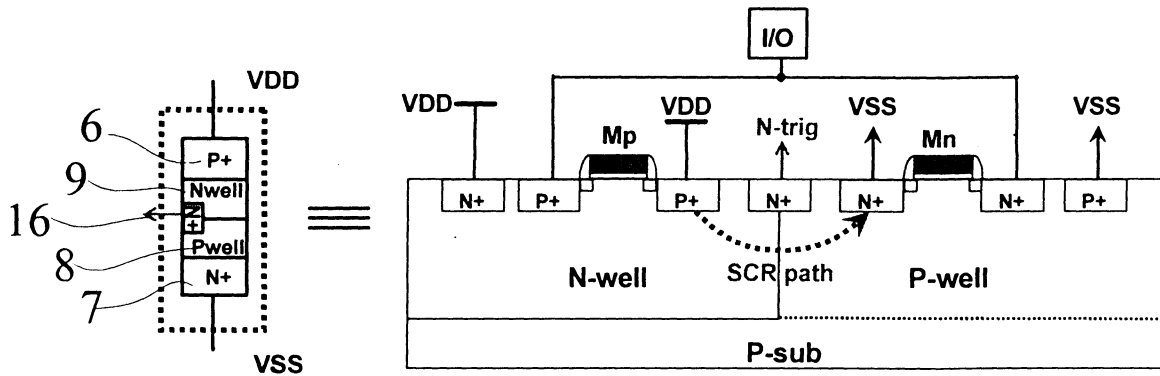 I/O
VDD
6
P+
9
Nwell
16
N+
8
Pwell
7
N+
VSS
VDD
Mp
VDD
N-trig
VSS
Mn
VSS
N+
P+
P+
N+
N+
N+
P+
SCR path
N-well
P-well
P-sub